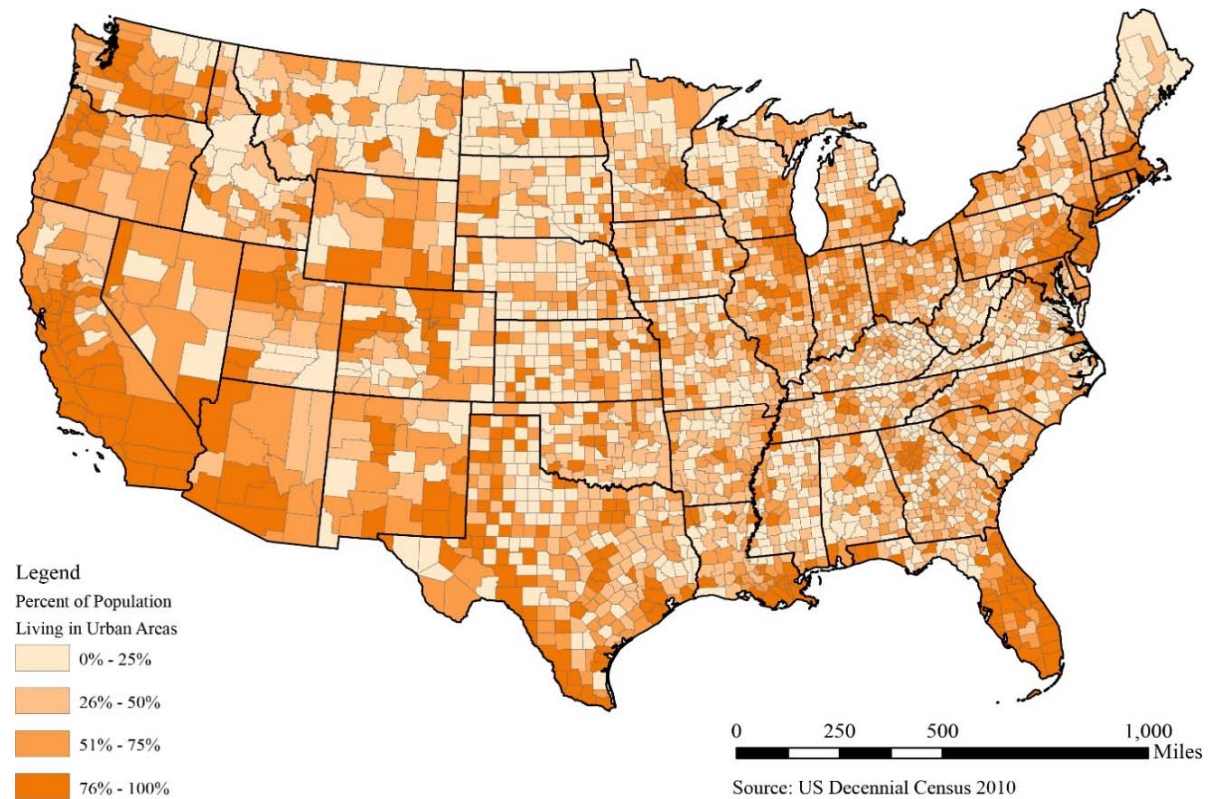 Legend
Percent of Population
Living in Urban Areas
0% - 25%
26% - 50%
51% - 75%
76% - 100%
0 250 500 1,000
Miles
Source: US Decennial Census 2010